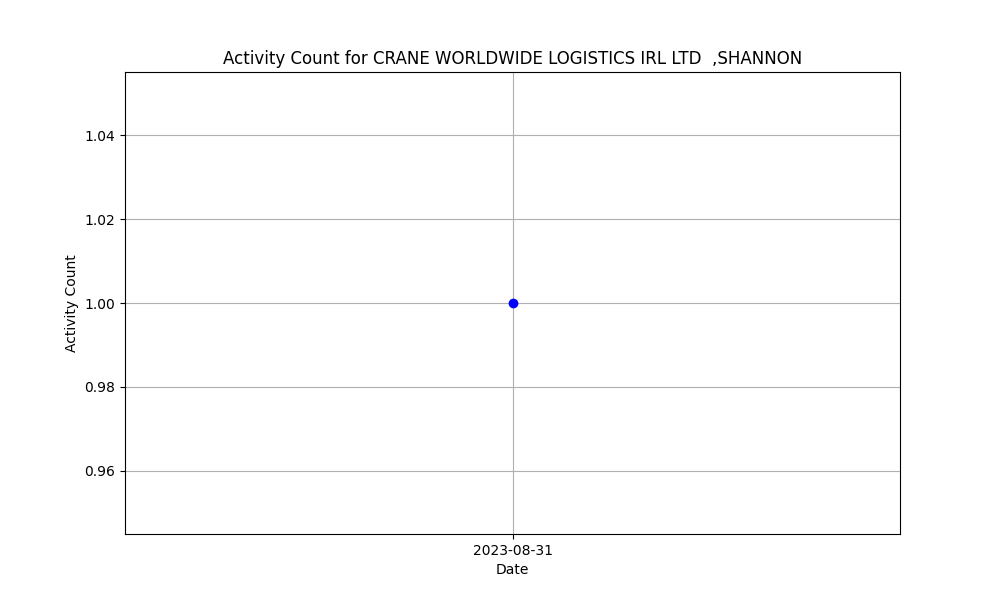 Activity Count for CRANE WORLDWIDE LOGISTICS IRL LTD  ,SHANNON
1.04
1.02
1.00
0.98
0.96
Activity Count
2023-08-31
Date